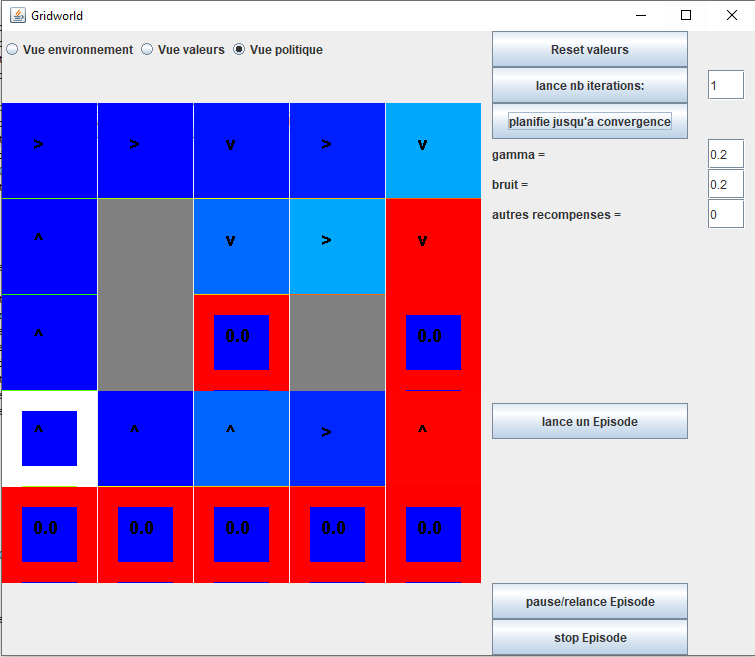 Gridworld
Vue environnement Vue valeurs Vue politique
Reset valeurs
lance nb iterations: 1
planifie jusqu'a convergence
gamma = 0.2
bruit = 0.2
autres recompenses = 0
> > v > v
^ v > v
^ 0.0 0.0
^ ^ ^ > ^
lance un Episode
0.0 0.0 0.0 0.0 0.0
pause/relance Episode
stop Episode